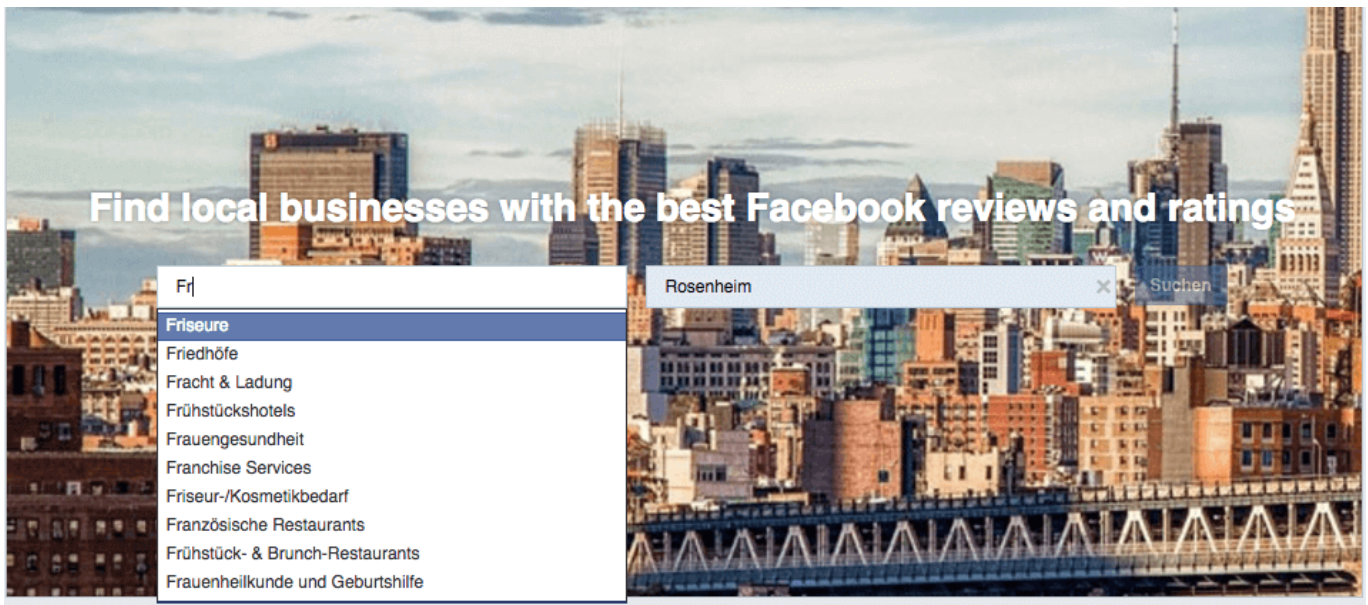 Find local businesses with the best Facebook reviews and ratings
Fr
Rosenheim
Suchen
Friseure
Friedhöfe
Fracht & Ladung
Frühstückshotels
Frauengesundheit
Franchise Services
Friseur-/Kosmetikbedarf
Französische Restaurants
Frühstück- & Brunch-Restaurants
Frauenheilkunde und Geburtshilfe